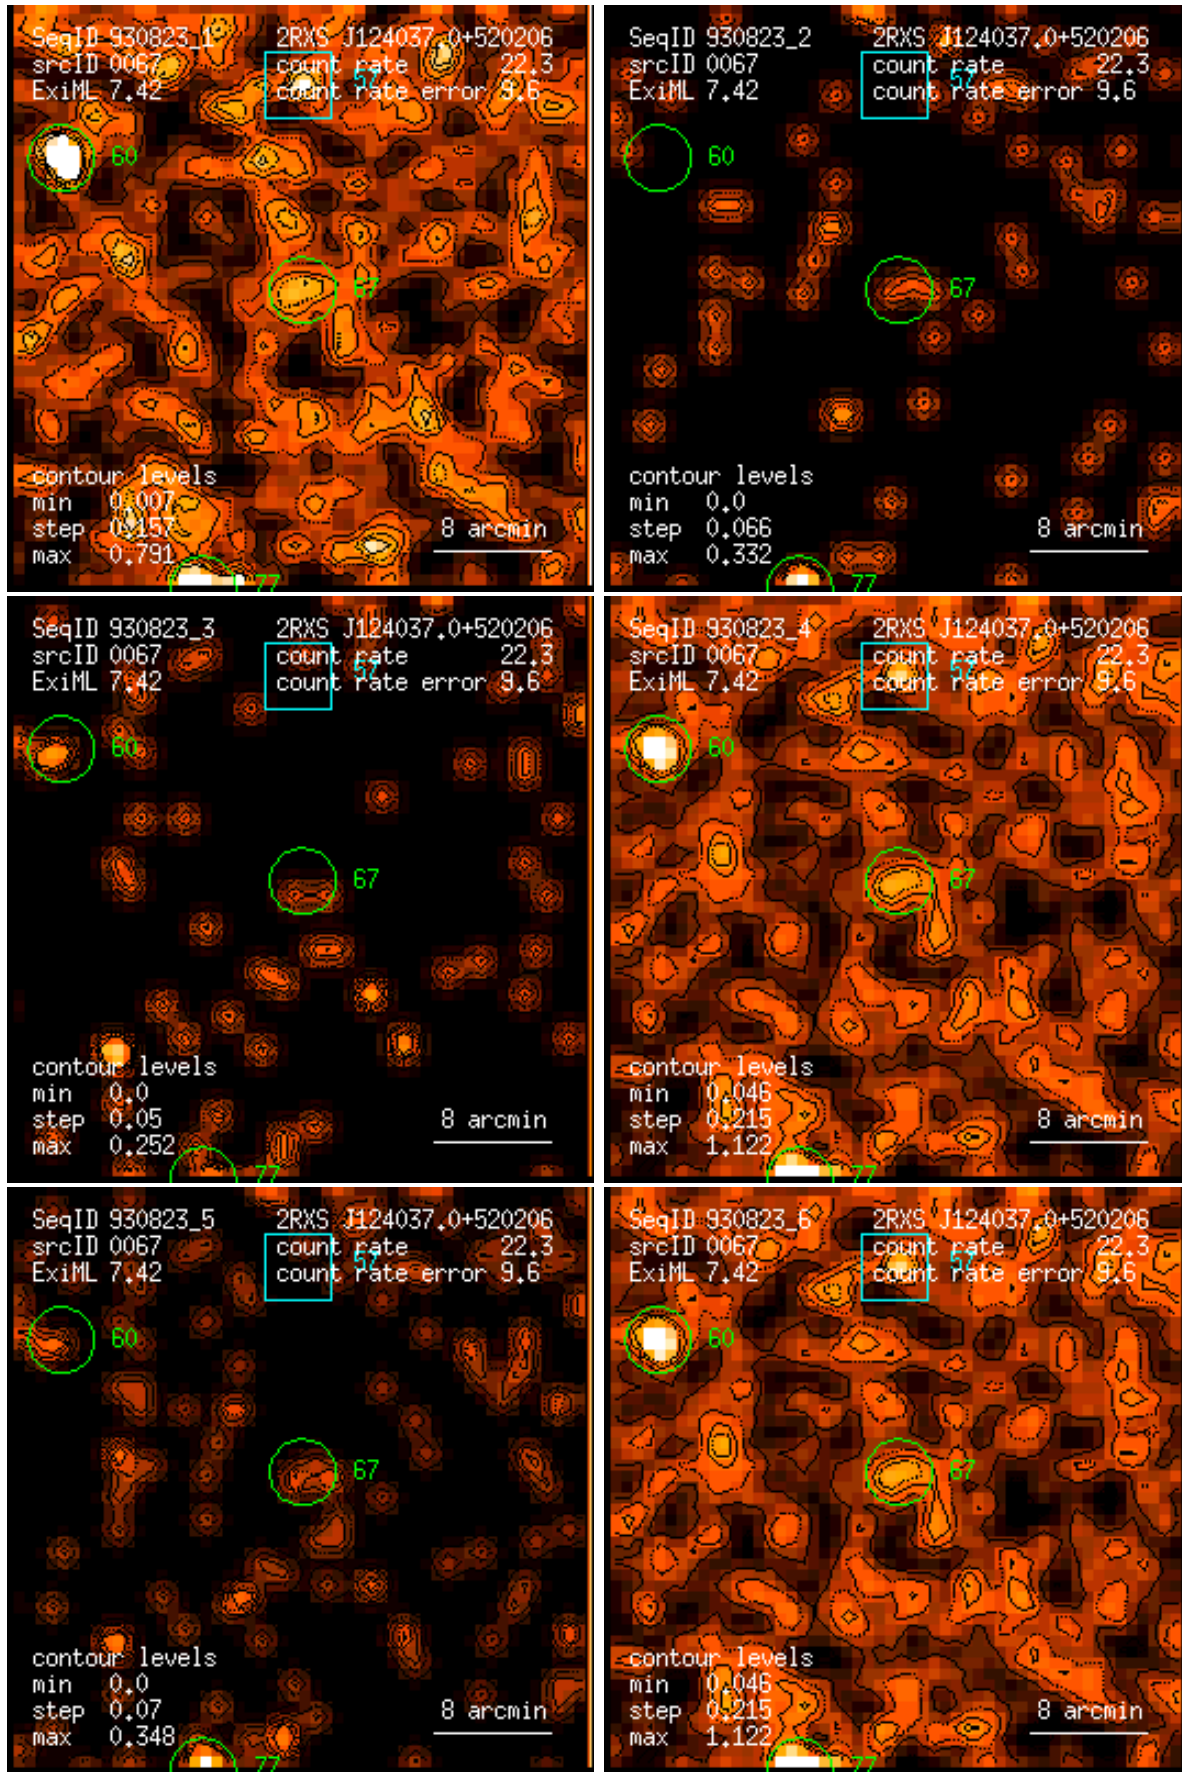 SeqID 930823_1 2RXS J124037.0+520206
srcID 0067 count rate 22.3
ExiML 7.42 count rate error 9.6
57
60
67
contour levels
min 0.007
step 0.157
max 0.791
8 arcmin
77
SeqID 930823_2 2RXS J124037.0+520206
srcID 0067 count rate 22.3
ExiML 7.42 count rate error 9.6
57
60
67
contour levels
min 0.0
step 0.066
max 0.332
8 arcmin
77
SeqID 930823_3 2RXS J124037.0+520206
srcID 0067 count rate 22.3
ExiML 7.42 count rate error 9.6
57
60
67
contour levels
min 0.0
step 0.05
max 0.252
8 arcmin
77
SeqID 930823_4 2RXS J124037.0+520206
srcID 0067 count rate 22.3
ExiML 7.42 count rate error 9.6
57
60
67
contour levels
min 0.046
step 0.215
max 1.122
8 arcmin
77
SeqID 930823_5 2RXS J124037.0+520206
srcID 0067 count rate 22.3
ExiML 7.42 count rate error 9.6
57
60
67
contour levels
min 0.0
step 0.07
max 0.348
8 arcmin
77
SeqID 930823_6 2RXS J124037.0+520206
srcID 0067 count rate 22.3
ExiML 7.42 count rate error 9.6
57
60
67
contour levels
min 0.046
step 0.215
max 1.122
8 arcmin
77